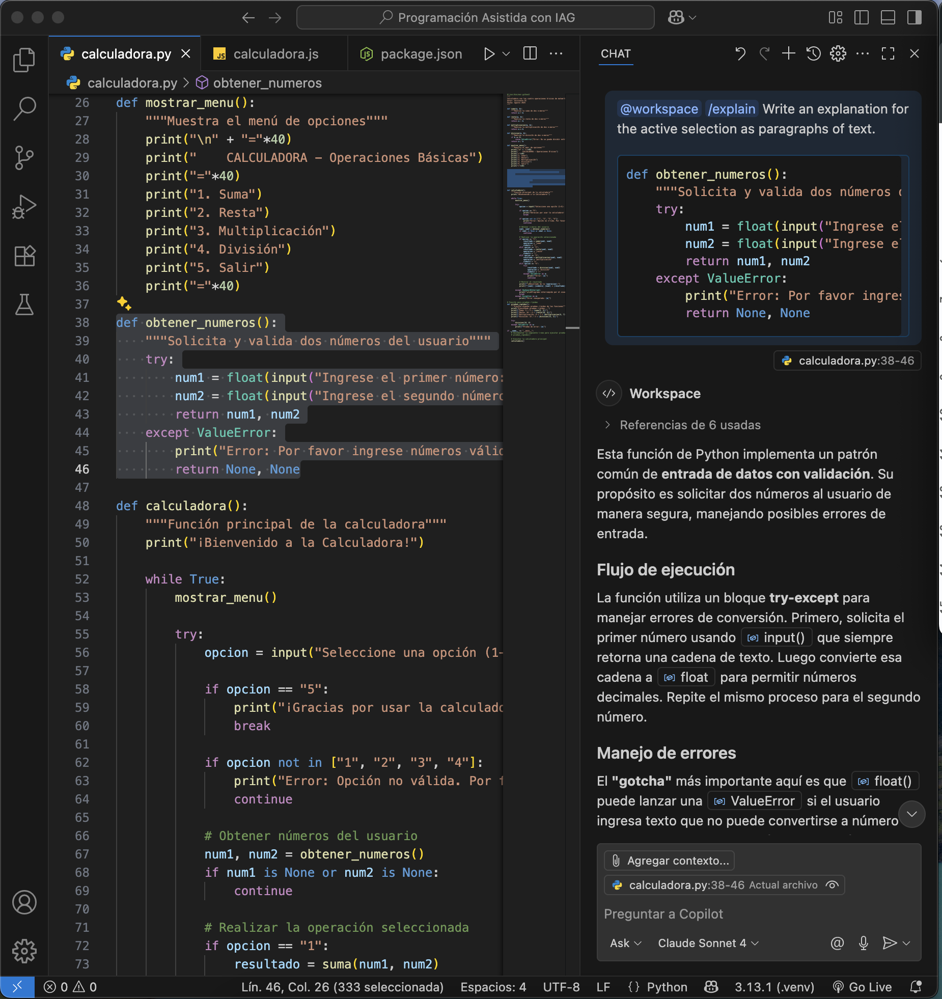 Programación Asistida con IAG
calculadora.py
calculadora.js
package.json
calculadora.py > obtener_numeros
26 def mostrar_menu():
27 """Muestra el menú de opciones"""
28 print("\n" + "="*40)
29 print("    CALCULADORA - Operaciones Básicas")
30 print("="*40)
31 print("1. Suma")
32 print("2. Resta")
33 print("3. Multiplicación")
34 print("4. División")
35 print("5. Salir")
36 print("="*40)
37
38 def obtener_numeros():
39 """Solicita y valida dos números del usuario"""
40 try:
41 num1 = float(input("Ingrese el primer número:
42 num2 = float(input("Ingrese el segundo número
43 return num1, num2
44 except ValueError:
45 print("Error: Por favor ingrese números válid
46 return None, None
47
48 def calculadora():
49 """Función principal de la calculadora"""
50 print("¡Bienvenido a la Calculadora!")
51
52 while True:
53 mostrar_menu()
54
55 try:
56 opcion = input("Seleccione una opción (1-
57
58 if opcion == "5":
59 print("¡Gracias por usar la calculado
60 break
61
62 if opcion not in ["1", "2", "3", "4"]:
63 print("Error: Opción no válida. Por f
64 continue
65
66 # Obtener números del usuario
67 num1, num2 = obtener_numeros()
68 if num1 is None or num2 is None:
69 continue
70
71 # Realizar la operación seleccionada
72 if opcion == "1":
73 resultado = suma(num1, num2)
CHAT
@workspace /explain Write an explanation for
the active selection as paragraphs of text.
def obtener_numeros():
"""Solicita y valida dos números d
try:
num1 = float(input("Ingrese el
num2 = float(input("Ingrese el
return num1, num2
except ValueError:
print("Error: Por favor ingres
return None, None
calculadora.py:38-46
Workspace
> Referencias de 6 usadas
Esta función de Python implementa un patrón
común de entrada de datos con validación. Su
propósito es solicitar dos números al usuario de
manera segura, manejando posibles errores de
entrada.
Flujo de ejecución
La función utiliza un bloque try-except para
manejar errores de conversión. Primero, solicita el
primer número usando input() que siempre
retorna una cadena de texto. Luego convierte esa
cadena a float para permitir números
decimales. Repite el mismo proceso para el segundo
número.
Manejo de errores
El "gotcha" más importante aquí es que float()
puede lanzar una ValueError si el usuario
ingresa texto que no puede convertirse a número
Agregar contexto...
calculadora.py:38-46 Actual archivo
Preguntar a Copilot
Ask
Claude Sonnet 4
0 0
Lín. 46, Col. 26 (333 seleccionada)
Espacios: 4
UTF-8
LF
{} Python
3.13.1 (.venv)
Go Live